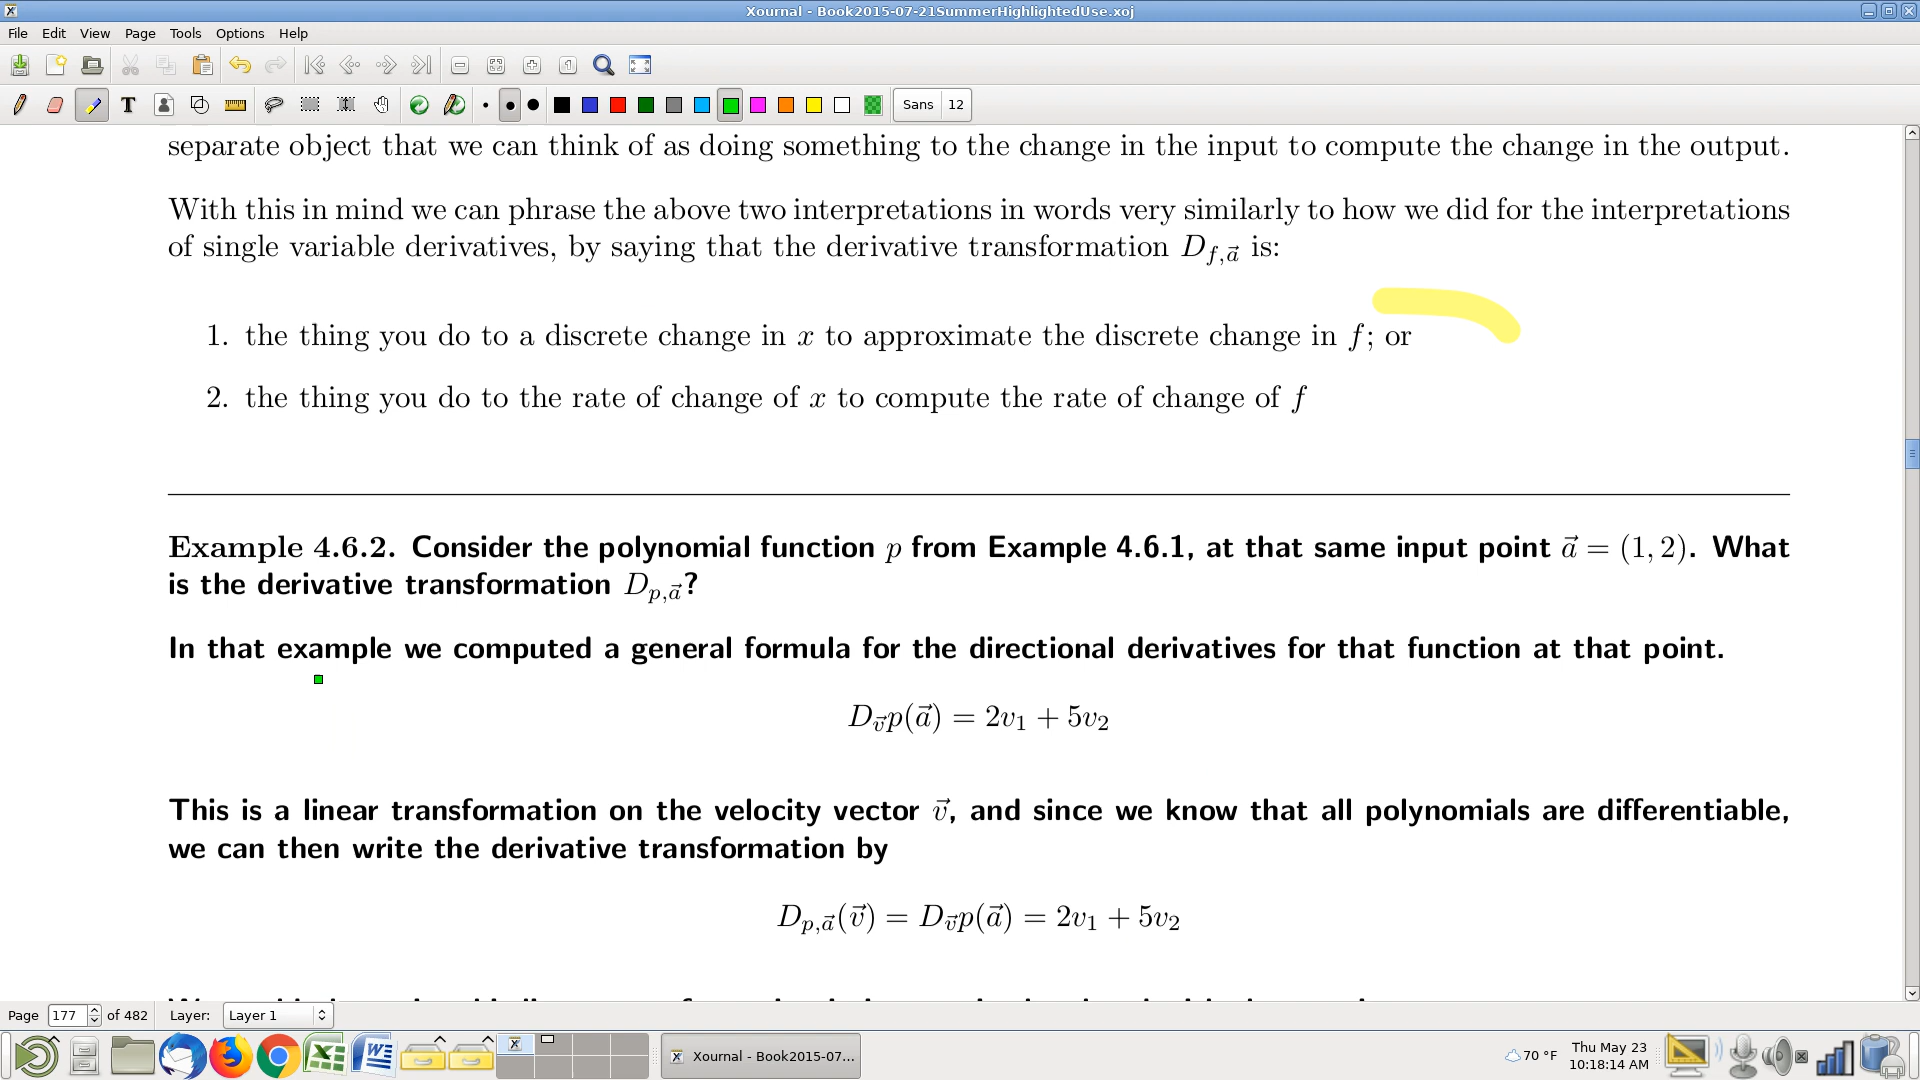 Xournal - Book2015-07-21SummerHighlightedUse.xoj
File Edit View Page Tools Options Help
Sans 12
separate object that we can think of as doing something to the change in the input to compute the change in the output.
With this in mind we can phrase the above two interpretations in words very similarly to how we did for the interpretations
of single variable derivatives, by saying that the derivative transformation D_{f,\vec{a}} is:
1. the thing you do to a discrete change in x to approximate the discrete change in f; or
2. the thing you do to the rate of change of x to compute the rate of change of f
Example 4.6.2. Consider the polynomial function p from Example 4.6.1, at that same input point \vec{a} = (1, 2). What
is the derivative transformation D_{p,\vec{a}}?
In that example we computed a general formula for the directional derivatives for that function at that point.
D_{\vec{v}}p(\vec{a}) = 2v_1 + 5v_2
This is a linear transformation on the velocity vector \vec{v}, and since we know that all polynomials are differentiable,
we can then write the derivative transformation by
D_{p,\vec{a}}(\vec{v}) = D_{\vec{v}}p(\vec{a}) = 2v_1 + 5v_2
Page 177 of 482 Layer: Layer 1
Xournal - Book2015-07...
70 °F
Thu May 23
10:18:14 AM